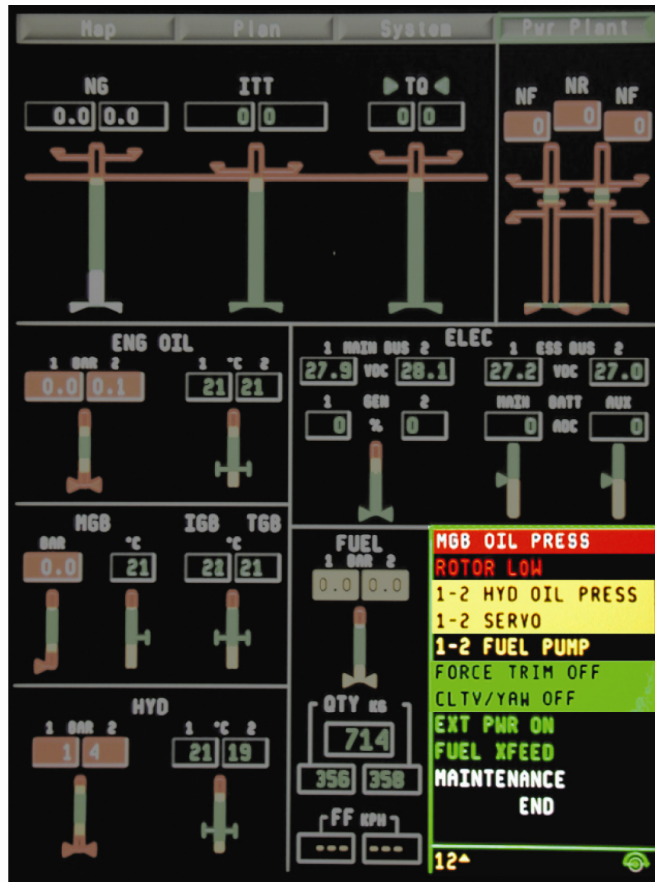 Map Plan System Pwr Plant
NG ITT TQ NF NR NF
0.0 0.0 0 0 0 0 0 0 0
ENG OIL
1 BAR 2 1 °C 2
0.0 0.1 21 21
ELEC
1 MAIN BUS 2 1 ESS BUS 2
27.9 VDC 28.1 27.2 VDC 27.0
1 GEN 2 MAIN BATT AUX
0 % 0 0 ADC 0
MGB IGB TGB
BAR °C °C
0.0 21 21 21
FUEL
1 BAR 2
0.0 0.0
HYD
1 BAR 2 1 °C 2
1 4 21 19
QTY KG
714
356 358
FF KPH
--- ---
MGB OIL PRESS
ROTOR LOW
1-2 HYD OIL PRESS
1-2 SERVO
1-2 FUEL PUMP
FORCE TRIM OFF
CLTV/YAW OFF
EXT PWR ON
FUEL XFEED
MAINTENANCE
END
12